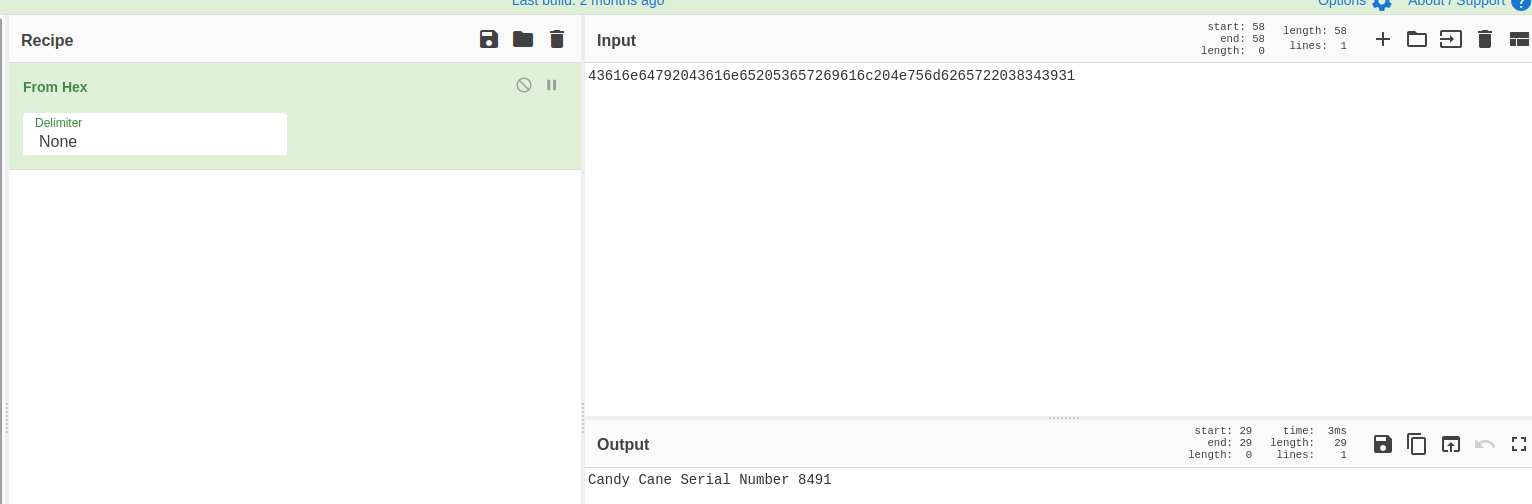 Last build: 2 months ago
Options
About / Support
?
Recipe
From Hex
Delimiter
None
Input
start: 58
end: 58
length: 0
length: 58
lines: 1
43616e64792043616e652053657269616c204e756d6265722038343931
Output
start: 29
end: 29
length: 0
time: 3ms
length: 29
lines: 1
Candy Cane Serial Number 8491